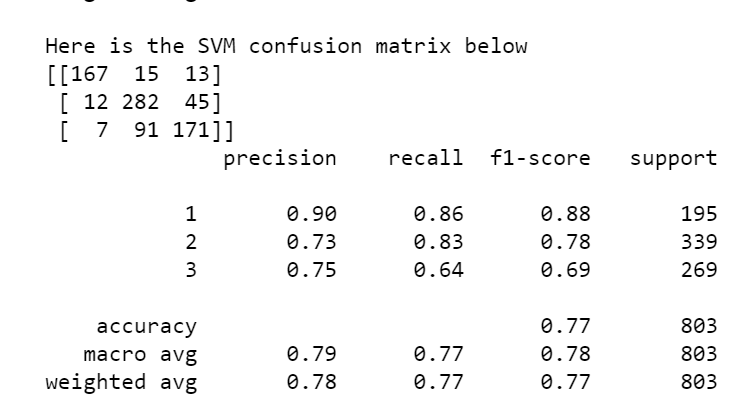 Here is the SVM confusion matrix below
[[167  15  13]
 [ 12 282  45]
 [  7  91 171]]
              precision    recall  f1-score   support

           1       0.90      0.86      0.88       195
           2       0.73      0.83      0.78       339
           3       0.75      0.64      0.69       269

    accuracy                           0.77       803
   macro avg       0.79      0.77      0.78       803
weighted avg       0.78      0.77      0.77       803